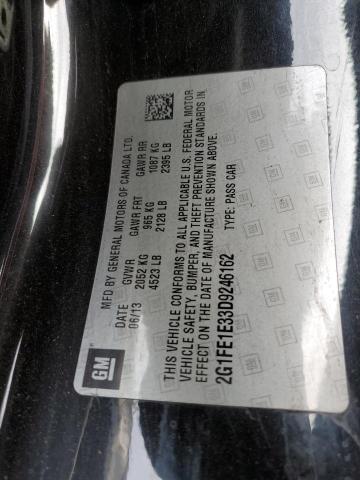 MFD BY GENERAL MOTORS OF CANADA LTD.
DATE GVWR GAWR FRT GAWR RR
06/13 2052 KG 965 KG 1087 KG
4523 LB 2128 LB 2395 LB
THIS VEHICLE CONFORMS TO ALL APPLICABLE U.S. FEDERAL MOTOR
VEHICLE SAFETY, BUMPER, AND THEFT PREVENTION STANDARDS IN
EFFECT ON THE DATE OF MANUFACTURE SHOWN ABOVE.
2G1FE1E33D9246162 TYPE: PASS CAR
GM